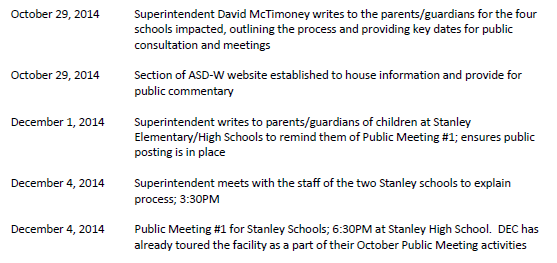 October 29, 2014 Superintendent David McTimoney writes to the parents/guardians for the four
schools impacted, outlining the process and providing key dates for public
consultation and meetings
October 29, 2014 Section of ASD-W website established to house information and provide for
public commentary
December 1, 2014 Superintendent writes to parents/guardians of children at Stanley
Elementary/High Schools to remind them of Public Meeting #1; ensures public
posting is in place
December 4, 2014 Superintendent meets with the staff of the two Stanley schools to explain
process; 3:30PM
December 4, 2014 Public Meeting #1 for Stanley Schools; 6:30PM at Stanley High School. DEC has
already toured the facility as a part of their October Public Meeting activities